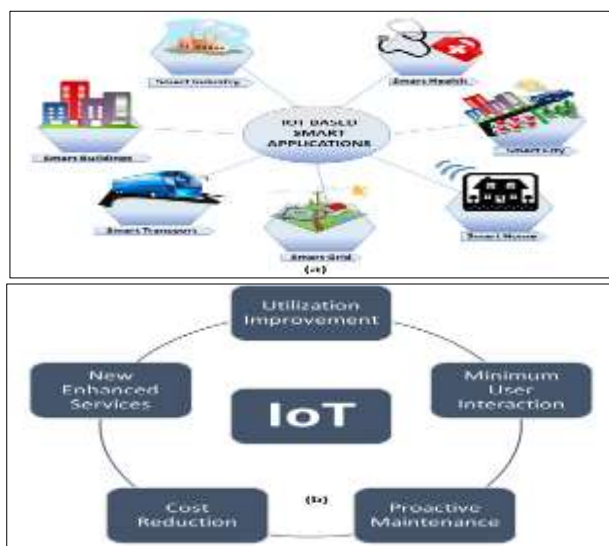 Smart Industry
Smart Health
IOT BASED
SMART
APPLICATIONS
Smart Buildings
Smart City
Smart Transport
Smart Home
Smart Grid
(a)
Utilization
Improvement
New
Enhanced
Services
Minimum
User
Interaction
IoT
Cost
Reduction
(b)
Proactive
Maintenance